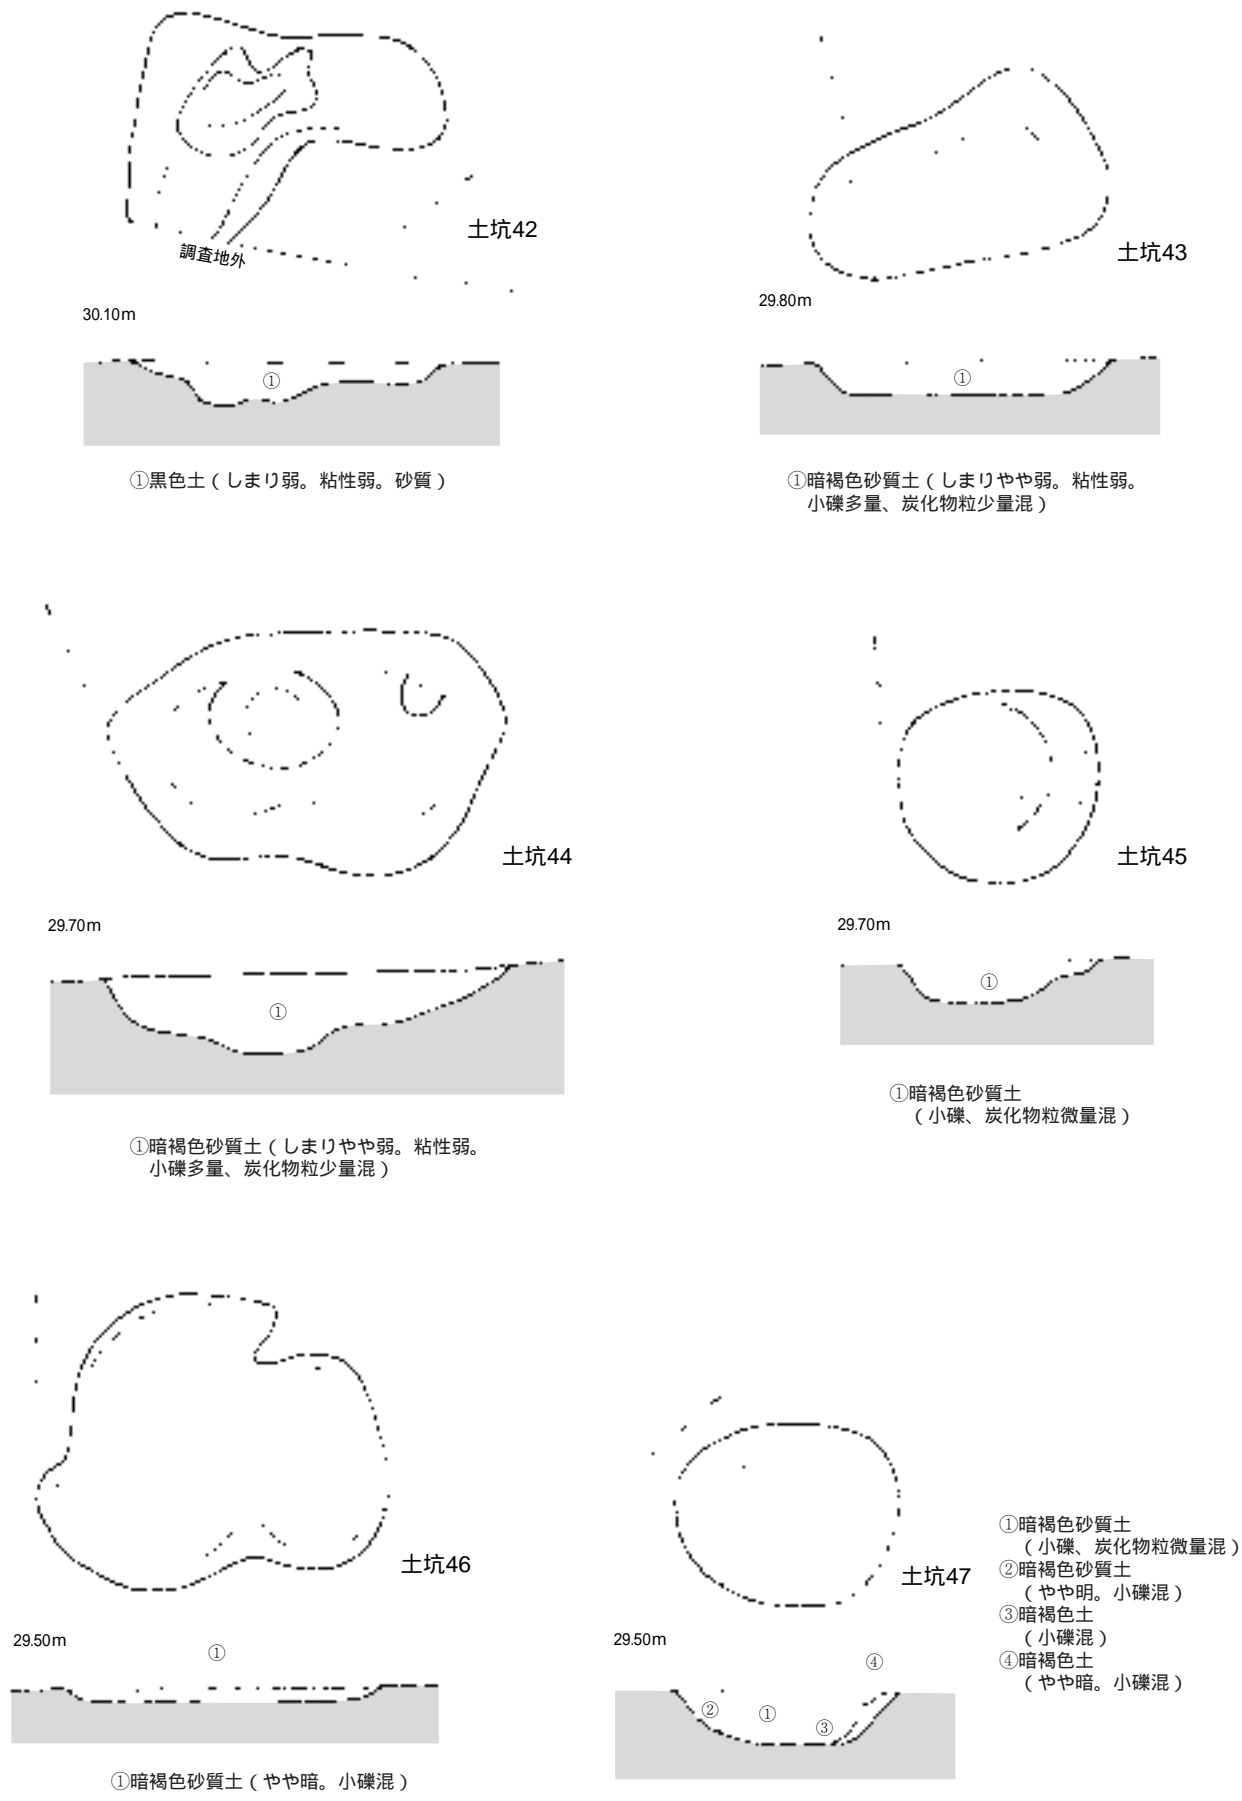 土坑42
調査地外
30.10m
①
①黒色土(しまり弱。粘性弱。砂質)
土坑43
29.80m
①
①暗褐色砂質土(しまりやや弱。粘性弱。
小礫多量、炭化物粒少量混)
土坑44
29.70m
①
①暗褐色砂質土(しまりやや弱。粘性弱。
小礫多量、炭化物粒少量混)
土坑45
29.70m
①
①暗褐色砂質土
(小礫、炭化物粒微量混)
土坑46
29.50m
①
①暗褐色砂質土(やや暗。小礫混)
土坑47
29.50m
④
②
①
③
①暗褐色砂質土
(小礫、炭化物粒微量混)
②暗褐色砂質土
(やや明。小礫混)
③暗褐色土
(小礫混)
④暗褐色土
(やや暗。小礫混)